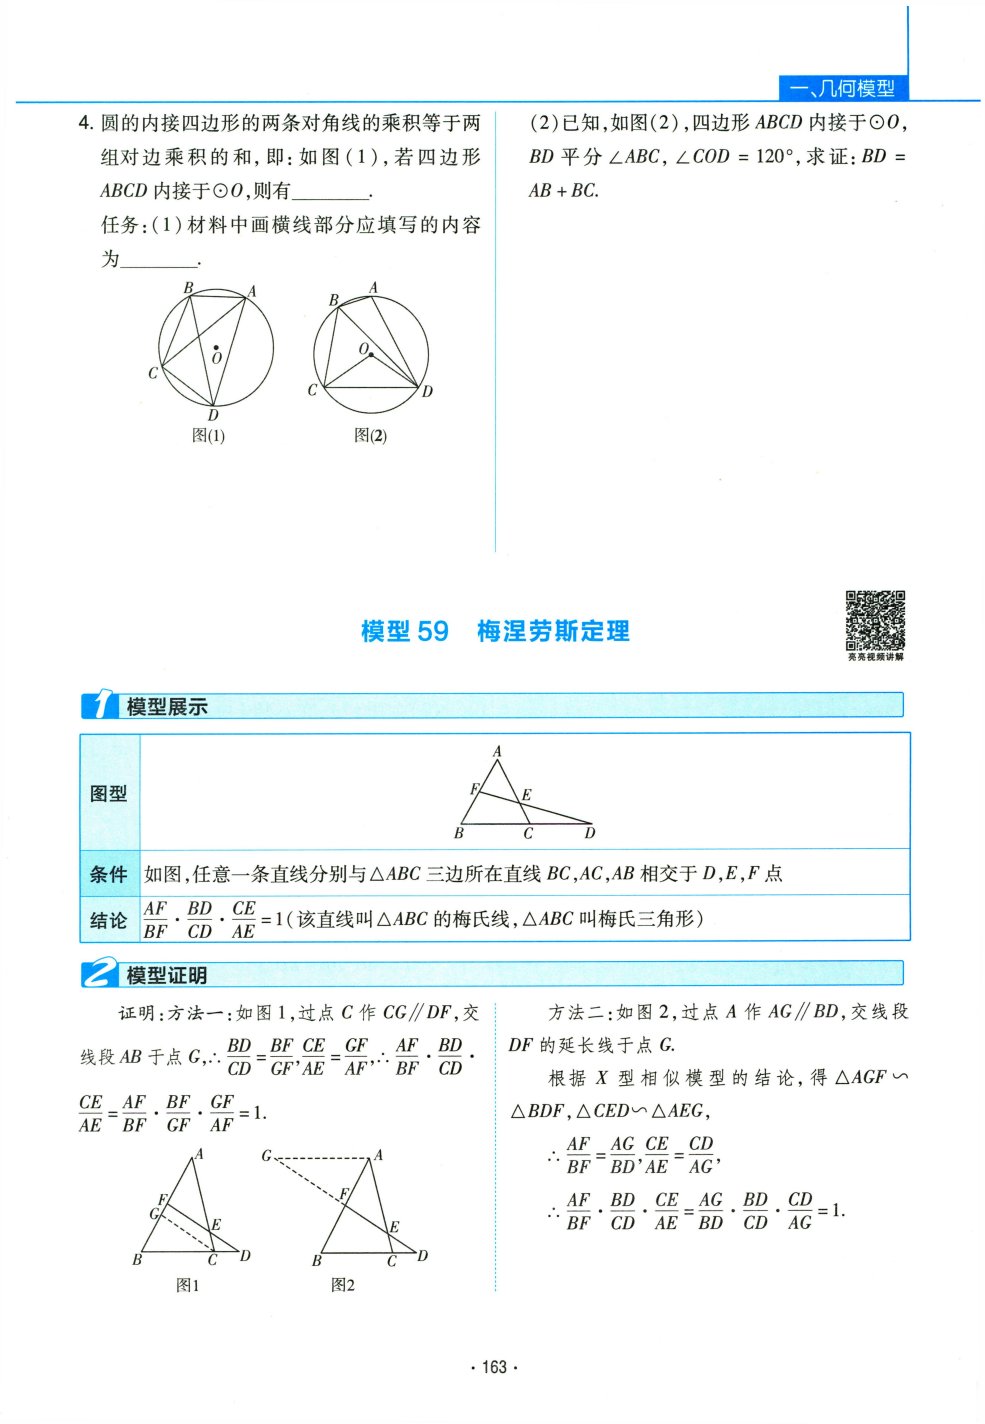 一、几何模型
4. 圆的内接四边形的两条对角线的乘积等于两
组对边乘积的和,即:如图(1),若四边形
ABCD 内接于⊙O,则有________.
任务:(1)材料中画横线部分应填写的内容
为________.
B A
O
C
D
图(1)
A
B
O
C D
图(2)
(2)已知,如图(2),四边形 ABCD 内接于⊙O,
BD 平分 ∠ABC, ∠COD = 120°,求证:BD =
AB + BC.
模型 59 梅涅劳斯定理
亮亮视频讲解
1 模型展示
图型
A
F E
B C D
条件 如图,任意一条直线分别与△ABC 三边所在直线 BC,AC,AB 相交于 D,E,F 点
结论 AF/BF · BD/CD · CE/AE = 1(该直线叫△ABC 的梅氏线,△ABC 叫梅氏三角形)
2 模型证明
证明:方法一:如图 1,过点 C 作 CG∥DF,交
线段 AB 于点 G,∴ BD/CD = BF/GF, CE/AE = GF/AF, ∴ AF/BF · BD/CD ·
CE/AE = AF/BF · BF/GF · GF/AF = 1.
A
F
G E
B C D
图1
G A
F
E
B C D
图2
方法二:如图 2,过点 A 作 AG∥BD,交线段
DF 的延长线于点 G.
根据 X 型相似模型的结论,得 △AGF∽
△BDF,△CED∽△AEG,
∴ AF/BF = AG/BD, CE/AE = CD/AG,
∴ AF/BF · BD/CD · CE/AE = AG/BD · BD/CD · CD/AG = 1.
· 163 ·